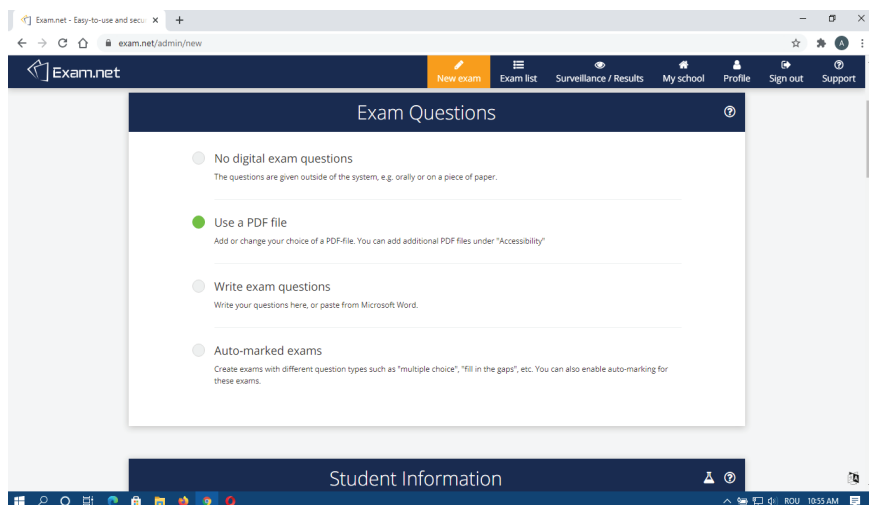 Exam.net - Easy-to-use and secu
exam.net/admin/new
A
Exam.net
New exam
Exam list
Surveillance / Results
My school
Profile
Sign out
Support
Exam Questions
No digital exam questions
The questions are given outside of the system, e.g. orally or on a piece of paper.
Use a PDF file
Add or change your choice of a PDF-file. You can add additional PDF files under "Accessibility"
Write exam questions
Write your questions here, or paste from Microsoft Word.
Auto-marked exams
Create exams with different question types such as "multiple choice", "fill in the gaps", etc. You can also enable auto-marking for
these exams.
Student Information
ROU
10:55 AM